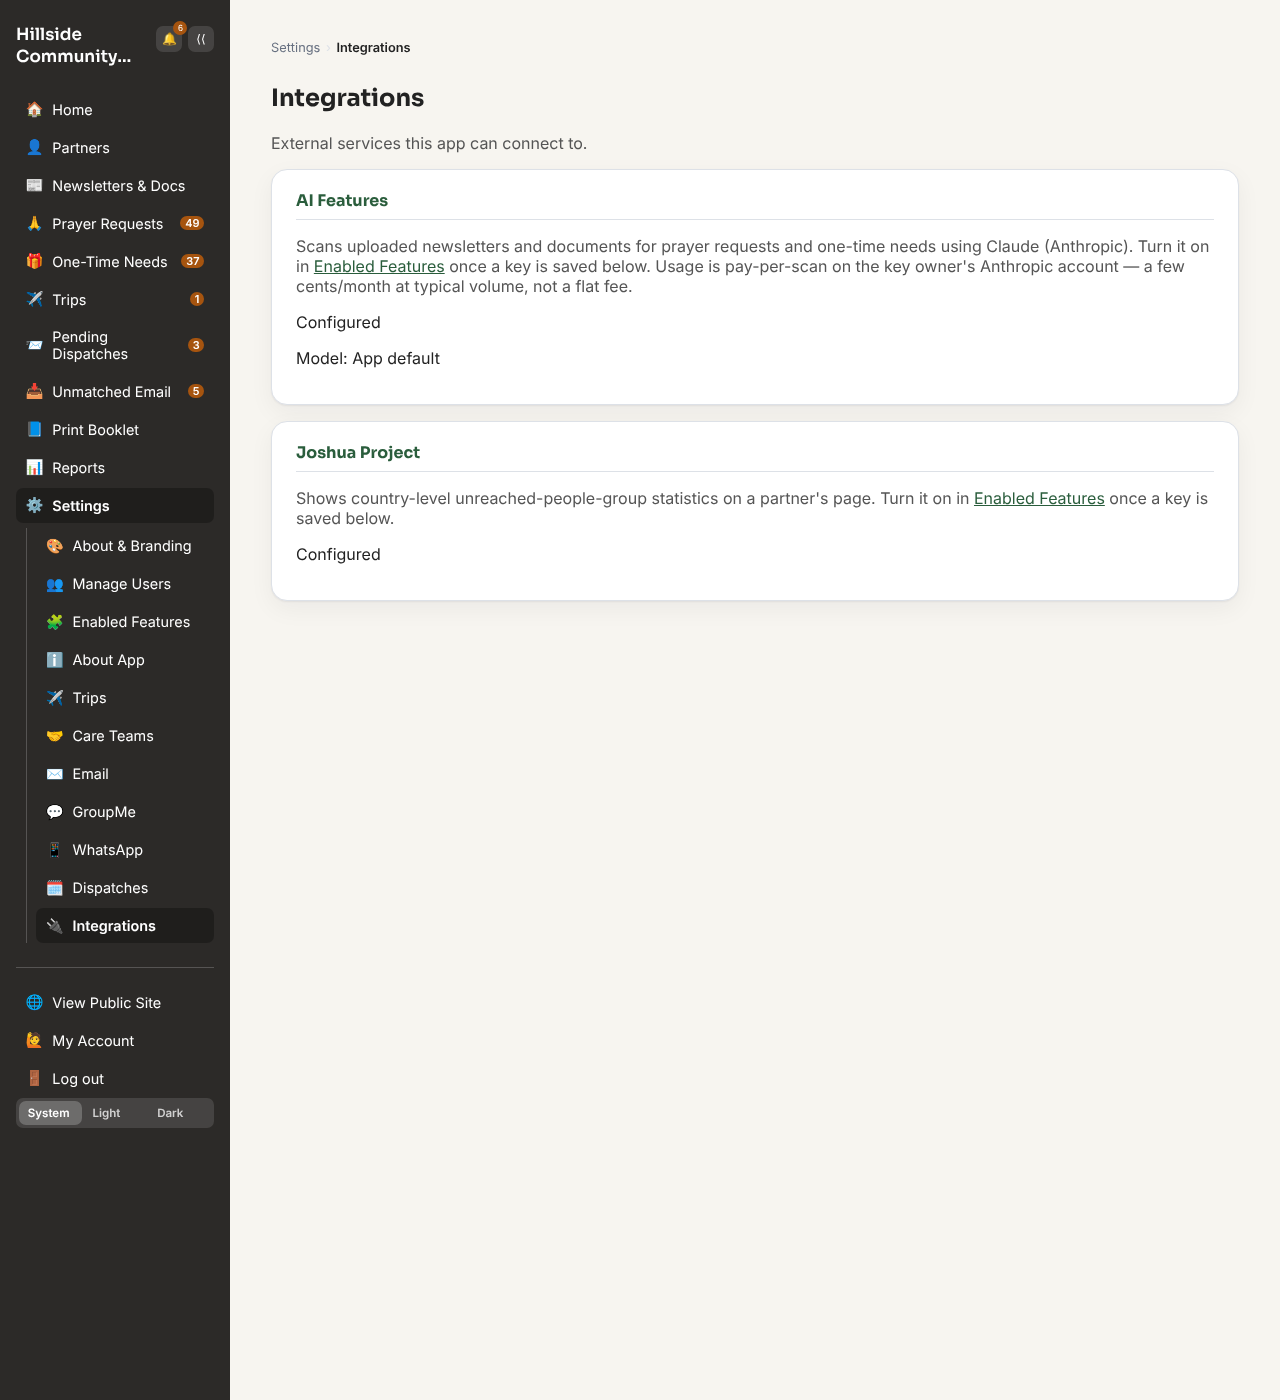 Hillside
Community...
6
⟨⟨
Home
Partners
Newsletters & Docs
Prayer Requests 49
One-Time Needs 37
Trips 1
Pending
Dispatches 3
Unmatched Email 5
Print Booklet
Reports
Settings
About & Branding
Manage Users
Enabled Features
About App
Trips
Care Teams
Email
GroupMe
WhatsApp
Dispatches
Integrations
View Public Site
My Account
Log out
System Light Dark
Settings › Integrations
Integrations
External services this app can connect to.
AI Features
Scans uploaded newsletters and documents for prayer requests and one-time needs using Claude (Anthropic). Turn it on
in Enabled Features once a key is saved below. Usage is pay-per-scan on the key owner's Anthropic account — a few
cents/month at typical volume, not a flat fee.
Configured
Model: App default
Joshua Project
Shows country-level unreached-people-group statistics on a partner's page. Turn it on in Enabled Features once a key is
saved below.
Configured